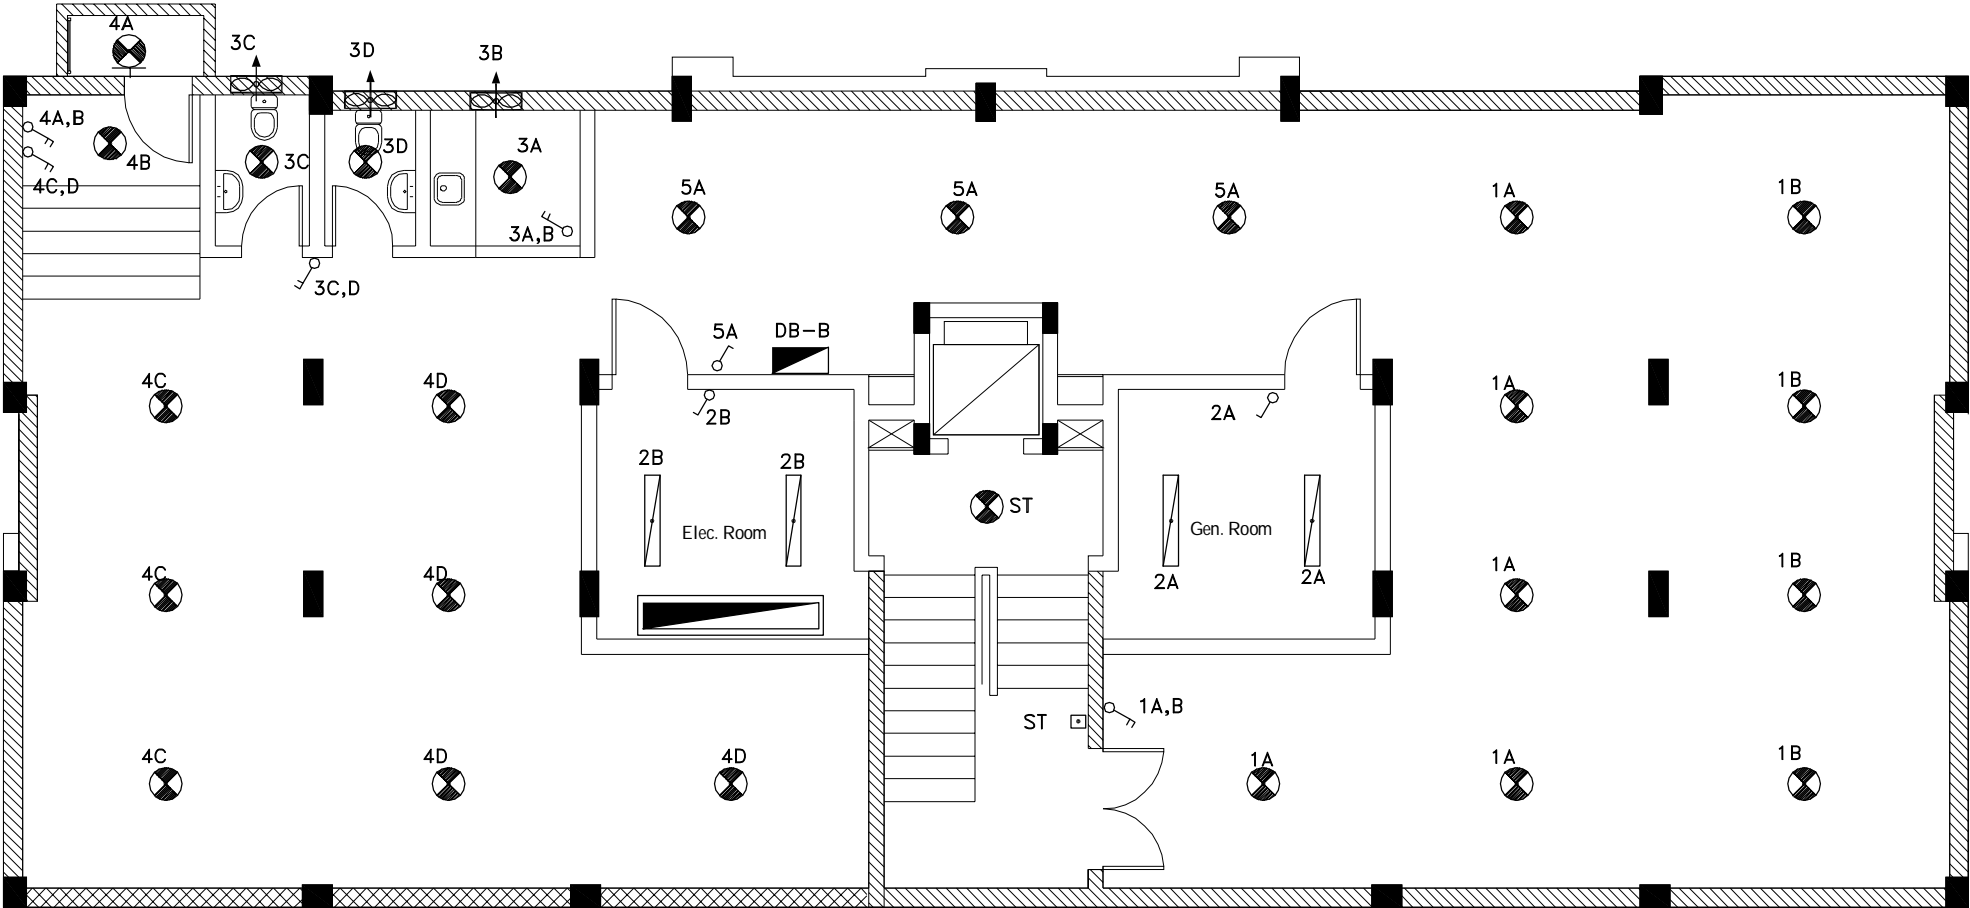 4A
3C
3D
3B
4A,B
4B
3C
3D
3A
4C,D
5A
5A
5A
1A
1B
3A,B
3C,D
5A
DB-B
4C
4D
2B
2A
1A
1B
2B
2B
ST
Elec. Room
Gen. Room
4C
4D
2A
2A
1A
1B
ST
1A,B
4C
4D
4D
1A
1A
1B